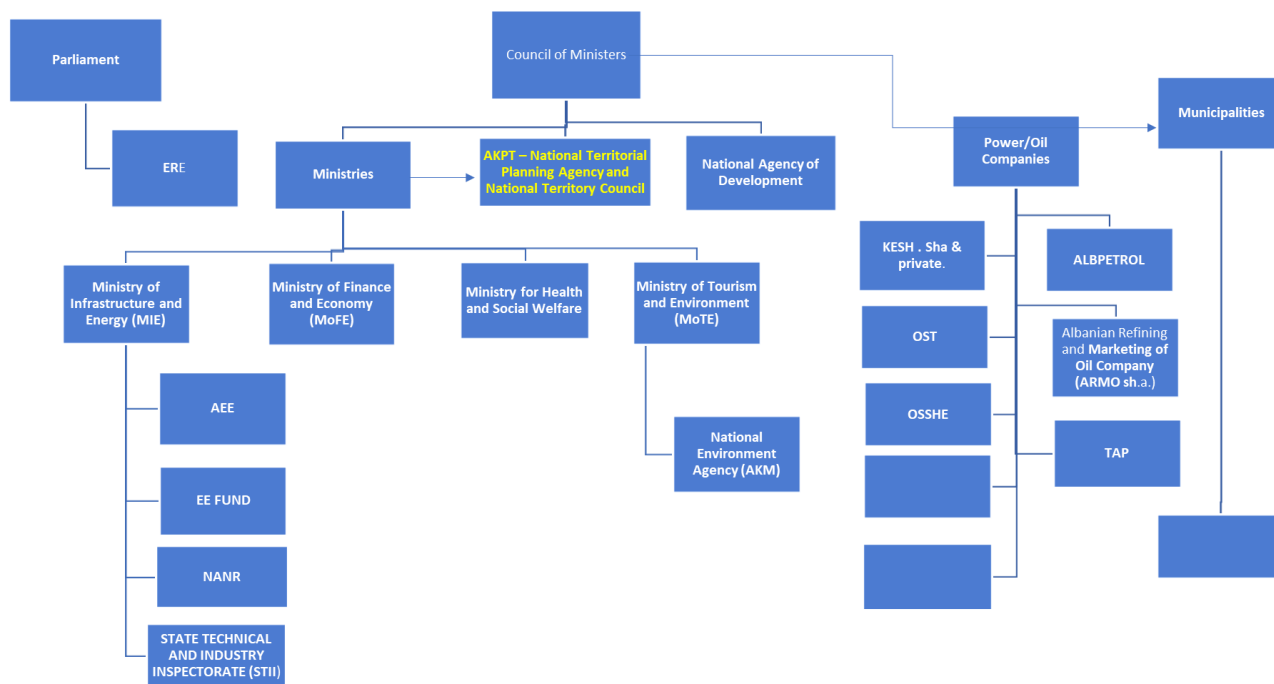 Parliament
ERE
Council of Ministers
Ministries
AKPT – National Territorial
Planning Agency and
National Territory Council
National Agency of
Development
Power/Oil
Companies
Municipalities
Ministry of
Infrastructure and
Energy (MIE)
Ministry of Finance
and Economy
(MoFE)
Ministry for Health
and Social Welfare
Ministry of Tourism
and Environment
(MoTE)
AEE
EE FUND
NANR
STATE TECHNICAL
AND INDUSTRY
INSPECTORATE (STII)
National
Environment
Agency (AKM)
KESH . Sha &
private.
OST
OSSHE
ALBPETROL
Albanian Refining
and Marketing of
Oil Company
(ARMO sh.a.)
TAP